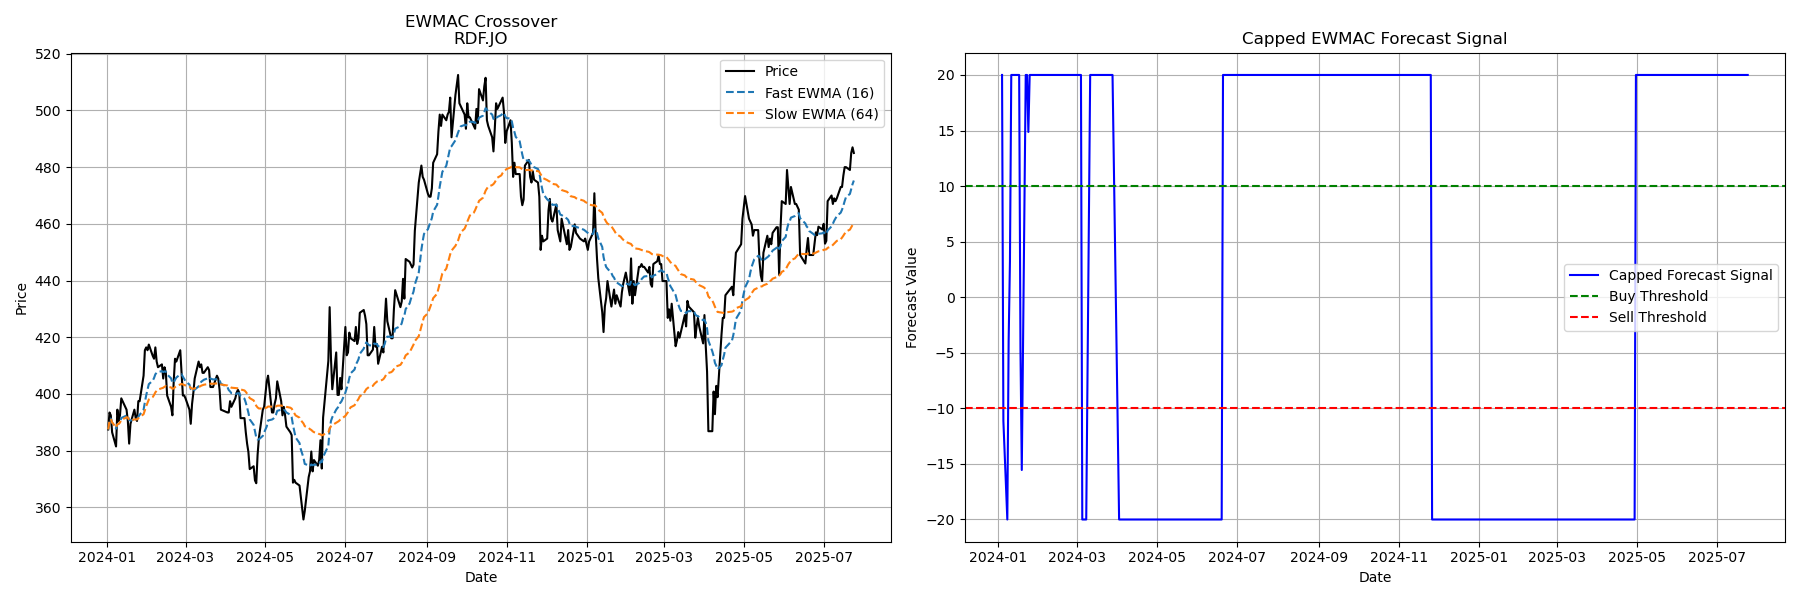 EWMAC Crossover
RDF.JO
520
500
480
460
440
420
400
380
360
Price
2024-01 2024-03 2024-05 2024-07 2024-09 2024-11 2025-01 2025-03 2025-05 2025-07
Date
Price
Fast EWMA (16)
Slow EWMA (64)
Capped EWMAC Forecast Signal
20
15
10
5
0
−5
−10
−15
−20
Forecast Value
2024-01 2024-03 2024-05 2024-07 2024-09 2024-11 2025-01 2025-03 2025-05 2025-07
Date
Capped Forecast Signal
Buy Threshold
Sell Threshold